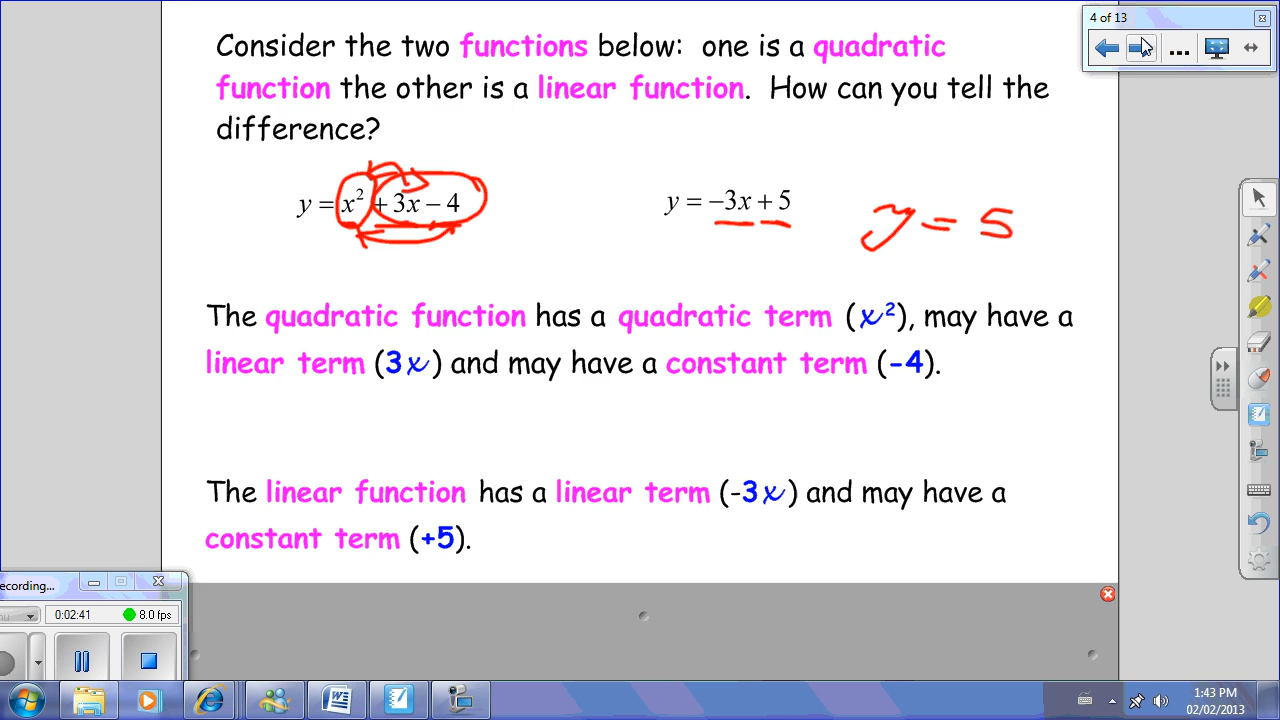 4 of 13
Consider the two functions below: one is a quadratic
function the other is a linear function. How can you tell the
difference?
y = x² + 3x − 4
y = −3x + 5
y = 5
The quadratic function has a quadratic term (x²), may have a
linear term (3x) and may have a constant term (-4).
The linear function has a linear term (-3x) and may have a
constant term (+5).
ecording...
0:02:41
8.0 fps
1:43 PM
02/02/2013